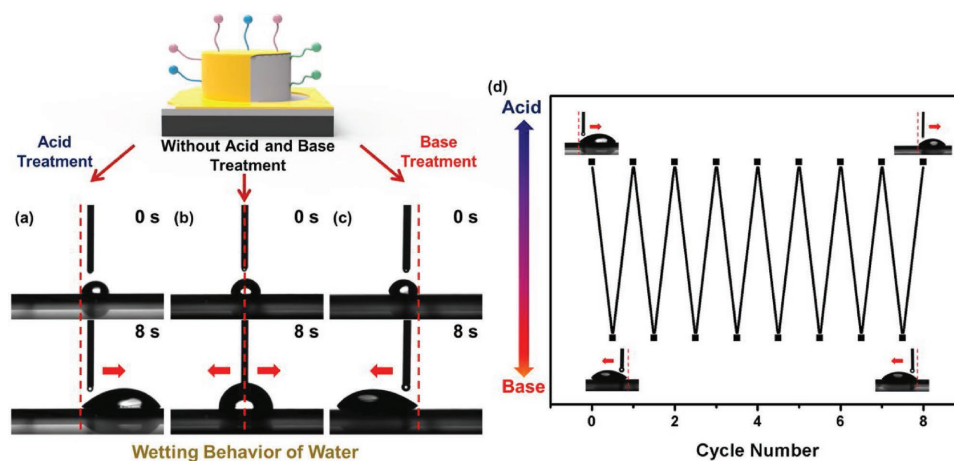 Acid
Treatment
Without Acid and Base
Treatment
Base
Treatment
(a)
0 s
(b)
0 s
(c)
0 s
8 s
8 s
8 s
Wetting Behavior of Water
(d)
Acid
Base
0
2
4
6
8
Cycle Number